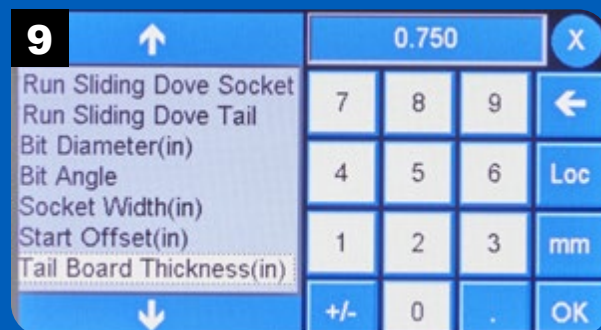 9
0.750
X
Run Sliding Dove Socket
Run Sliding Dove Tail
Bit Diameter(in)
Bit Angle
Socket Width(in)
Start Offset(in)
Tail Board Thickness(in)
7 8 9
4 5 6 Loc
1 2 3 mm
+/- 0 . OK